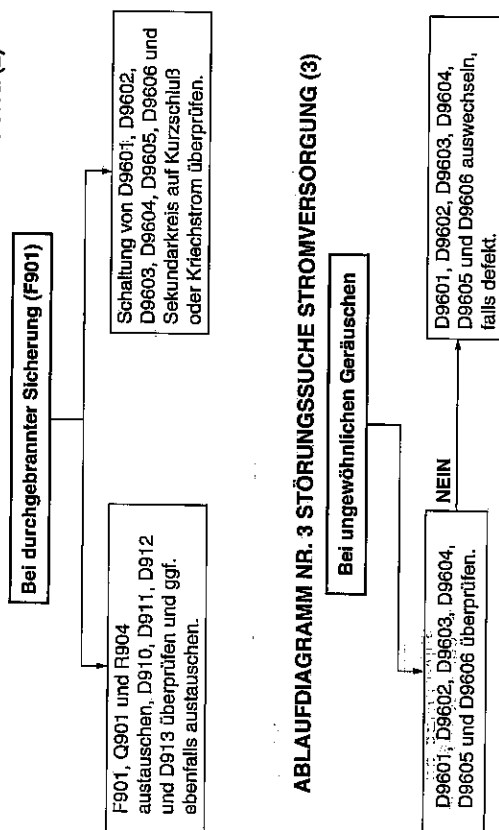 Bei durchgebrannter Sicherung (F901)
F901, Q901 und R904
austauschen, D910, D911, D912
und D913 überprüfen und ggf.
ebenfalls austauschen.
Schaltung von D9601, D9602,
D9603, D9604, D9605, D9606 und
Sekundarkreis auf Kurzschluß
oder Kriechstrom überprüfen.
ABLAUFDIAGRAMM NR. 3 STÖRUNGSSUCHE STROMVERSORGUNG (3)
Bei ungewöhnlichen Geräuschen
D9601, D9602, D9603, D9604,
D9605 und D9606 überprüfen.
NEIN
D9601, D9602, D9603, D9604,
D9605 und D9606 auswechseln,
falls defekt.